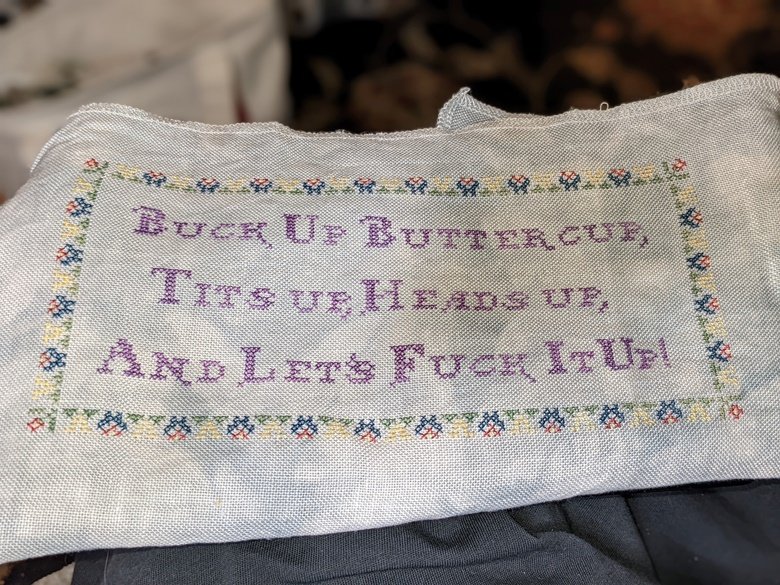 Buck Up Buttercup,
Tits up, Heads up,
And Let's Fuck It Up!